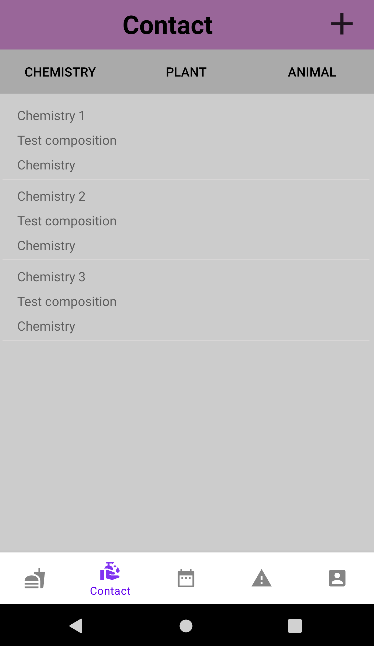 Contact
CHEMISTRY PLANT ANIMAL
Chemistry 1
Test composition
Chemistry
Chemistry 2
Test composition
Chemistry
Chemistry 3
Test composition
Chemistry
Contact